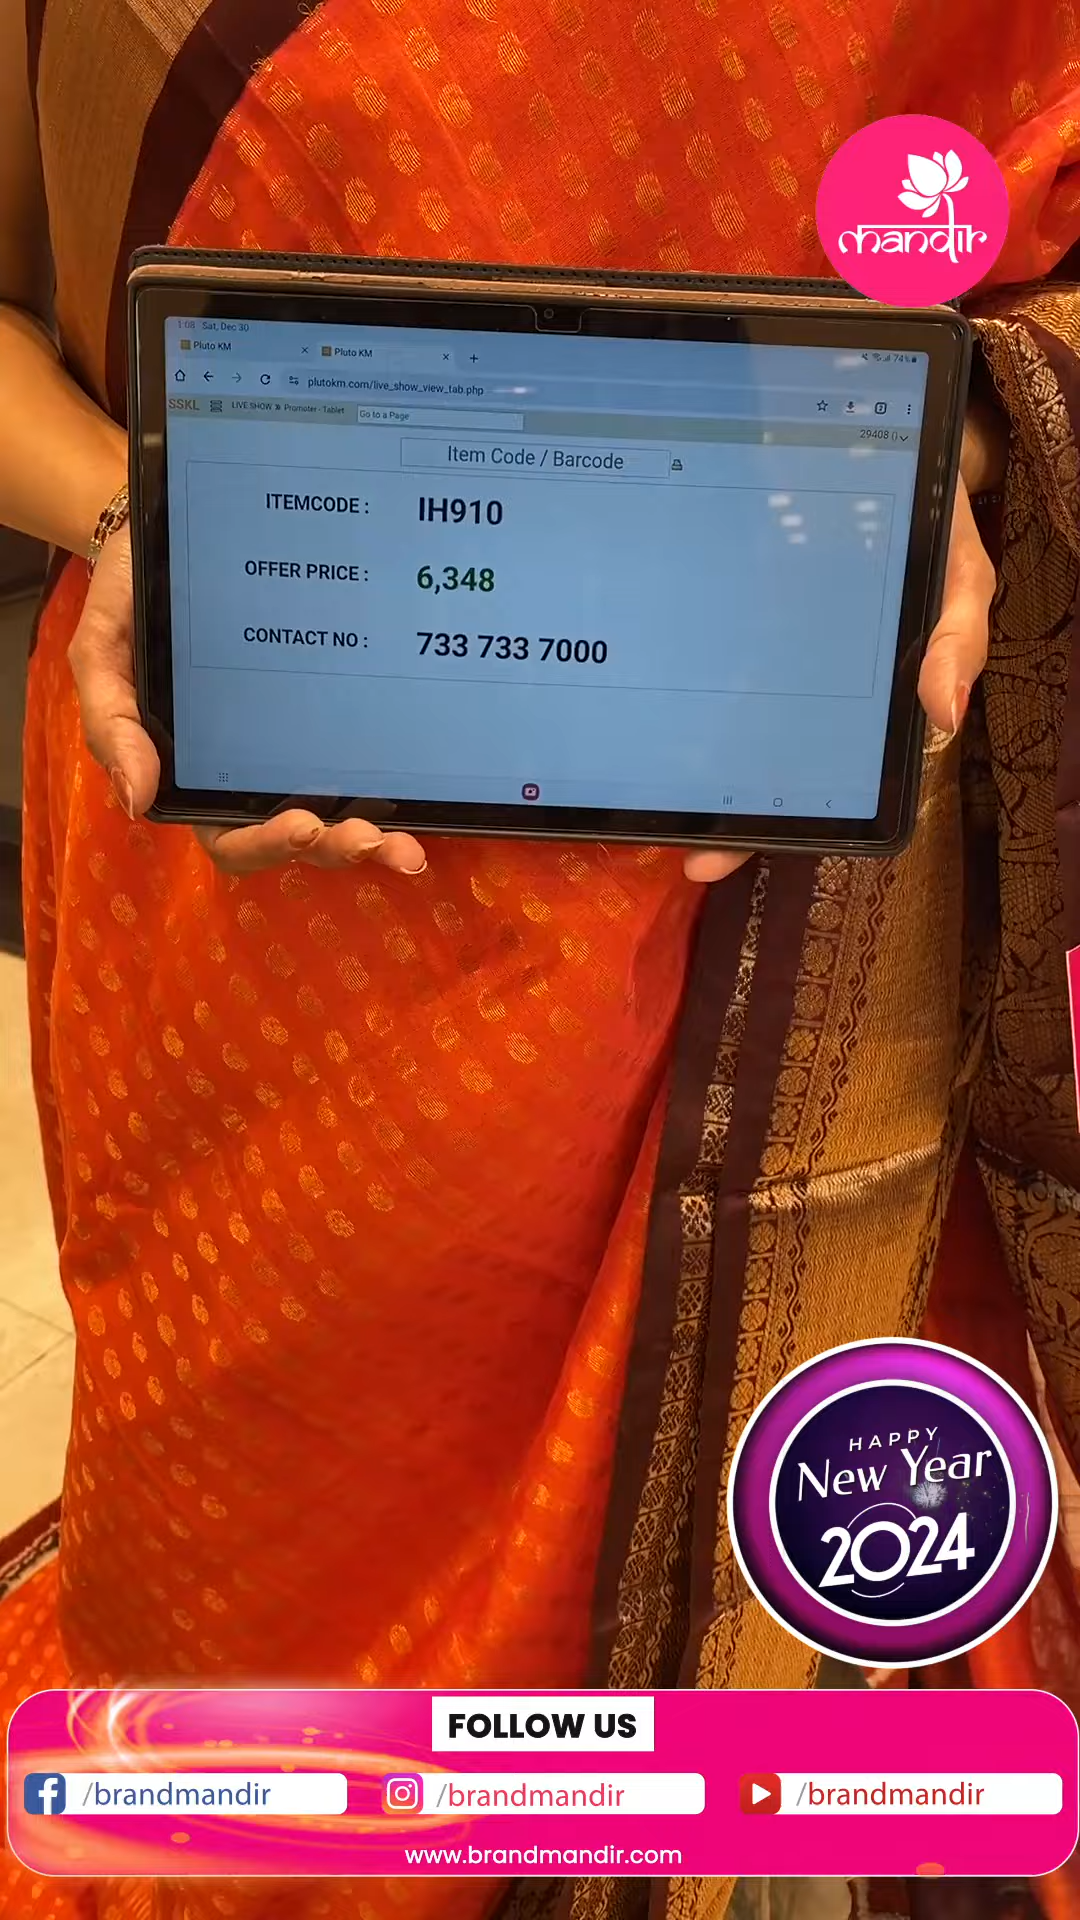 mandir
1:08 Sat, Dec 30
74%
Pluto KM
Pluto KM
plutokm.com/live_show_view_tab.php
SSKL
LIVE SHOW » Promoter - Tablet
Go to a Page
29408 ()
Item Code / Barcode
ITEMCODE : IH910
OFFER PRICE : 6,348
CONTACT NO : 733 733 7000
HAPPY
New Year
2024
FOLLOW US
/brandmandir
/brandmandir
/brandmandir
www.brandmandir.com